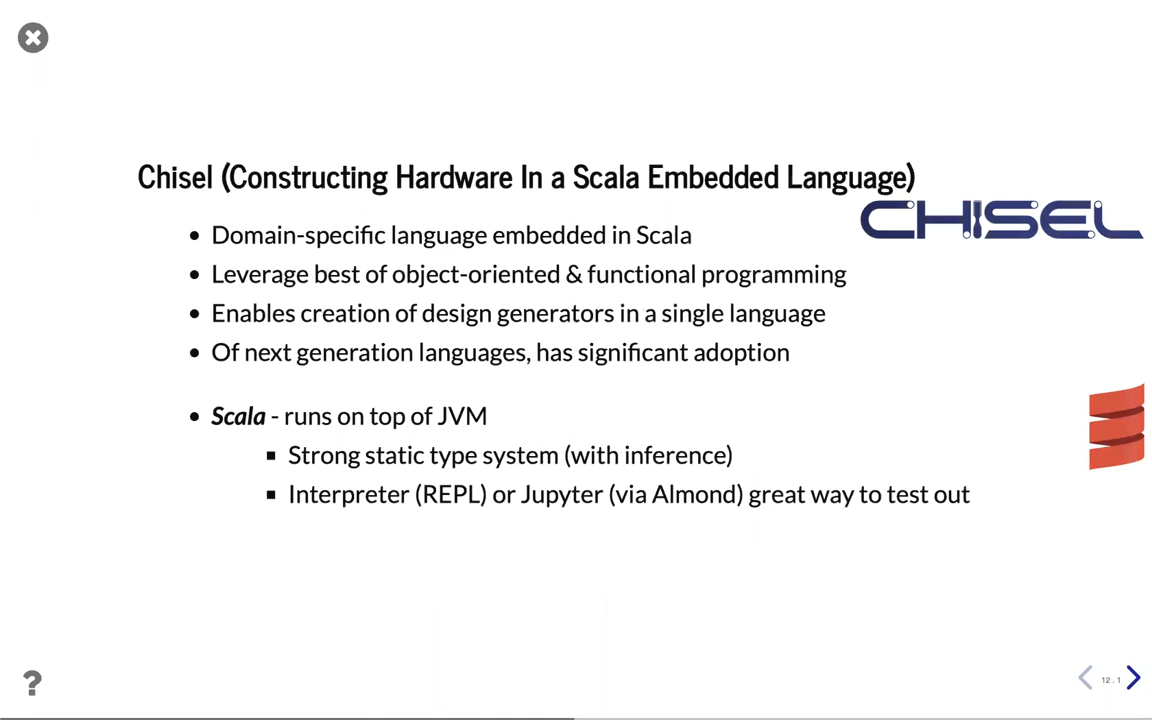 Chisel (Constructing Hardware In a Scala Embedded Language)
CHISEL
Domain-specific language embedded in Scala
Leverage best of object-oriented & functional programming
Enables creation of design generators in a single language
Of next generation languages, has significant adoption
Scala - runs on top of JVM
Strong static type system (with inference)
Interpreter (REPL) or Jupyter (via Almond) great way to test out
?
12 . 1